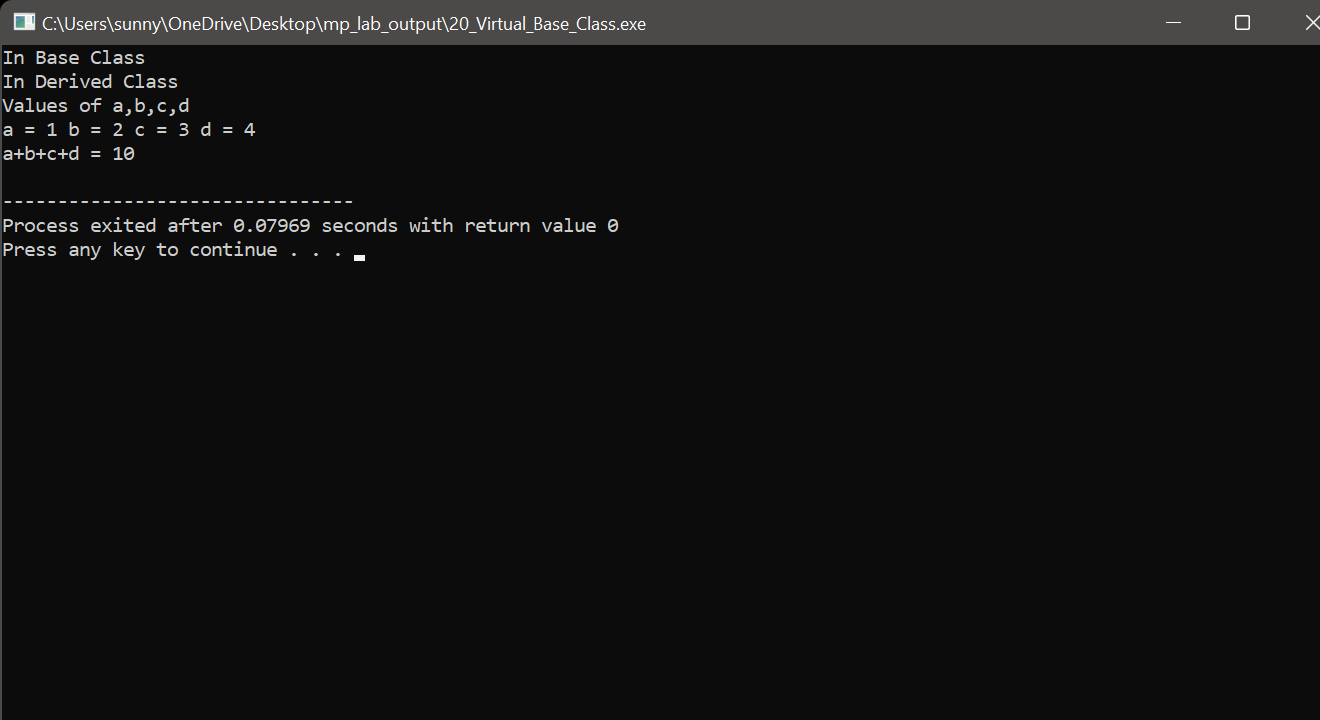 C:\Users\sunny\OneDrive\Desktop\mp_lab_output\20_Virtual_Base_Class.exe
In Base Class
In Derived Class
Values of a,b,c,d
a = 1 b = 2 c = 3 d = 4
a+b+c+d = 10
--------------------------------
Process exited after 0.07969 seconds with return value 0
Press any key to continue . . .